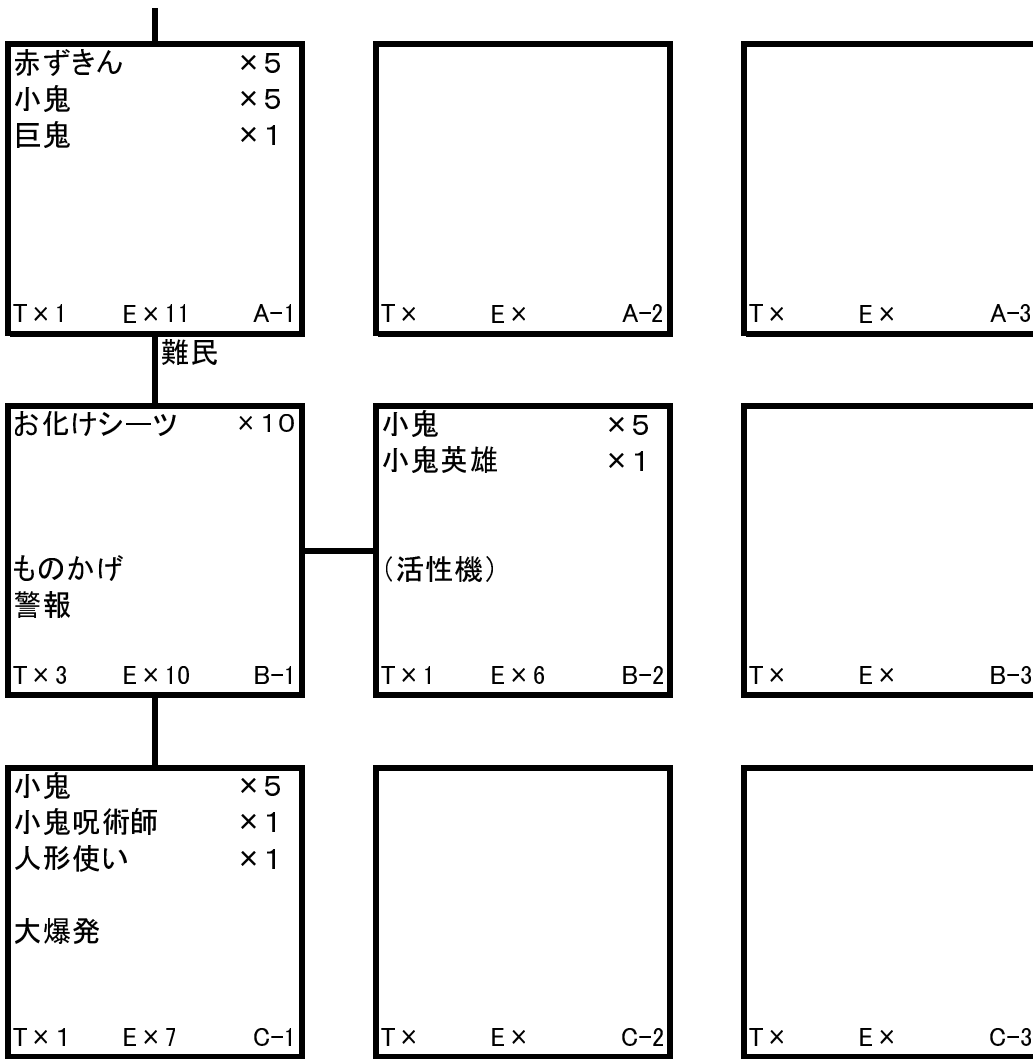 赤ずきん ×5
小鬼 ×5
巨鬼 ×1
T×1 E×11 A-1
T× E× A-2
T× E× A-3
難民
お化けシーツ ×10
ものかげ
警報
T×3 E×10 B-1
小鬼 ×5
小鬼英雄 ×1
(活性機)
T×1 E×6 B-2
T× E× B-3
小鬼 ×5
小鬼呪術師 ×1
人形使い ×1
大爆発
T×1 E×7 C-1
T× E× C-2
T× E× C-3